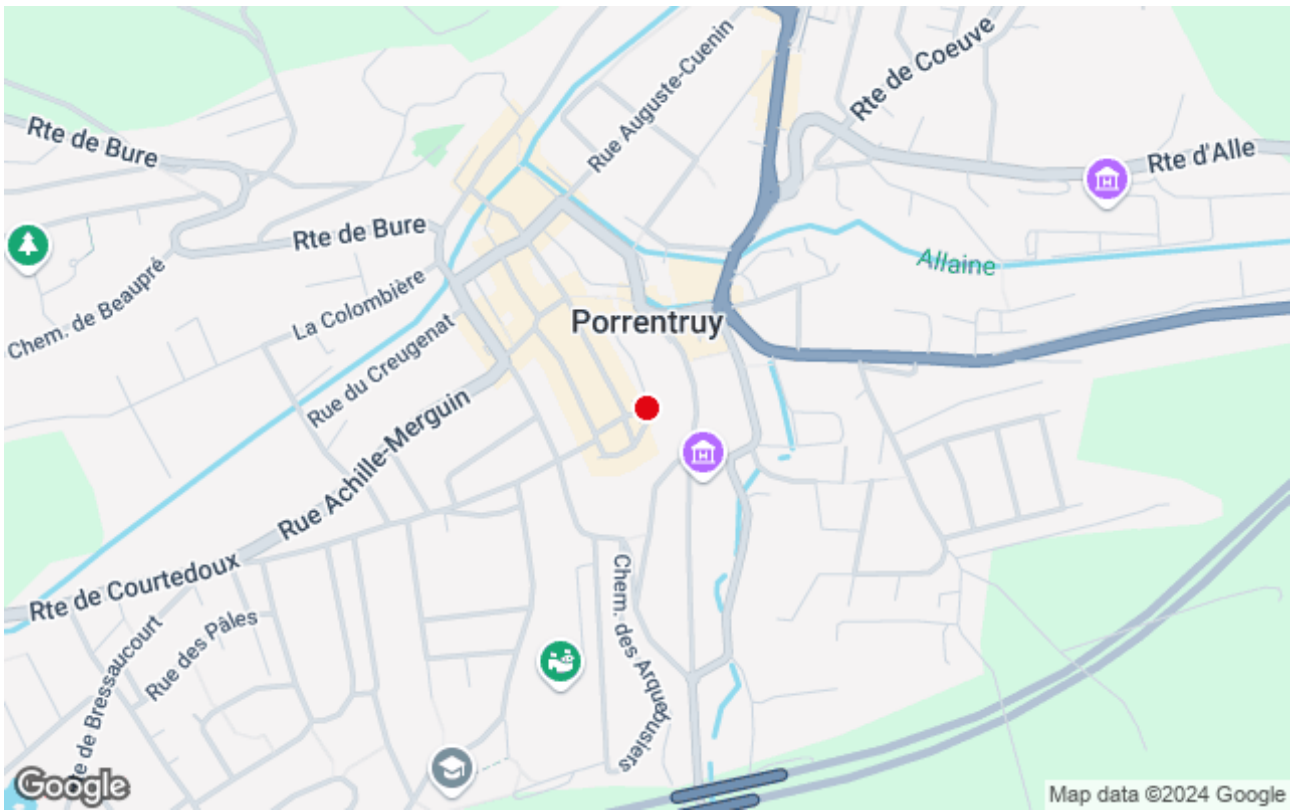 Rte de Coeuve
Rue Auguste-Cuenin
Rte de Bure
Rte d'Alle
Rte de Bure
Allaine
Chem. de Beaupré
La Colombière
Porrentruy
Rue du Creugenat
Rue Achille-Merguin
Rte de Courtedoux
Chem. des Arquebusiers
Rue des Pâles
de Bressaucourt
H
H
Google
Map data ©2024 Google